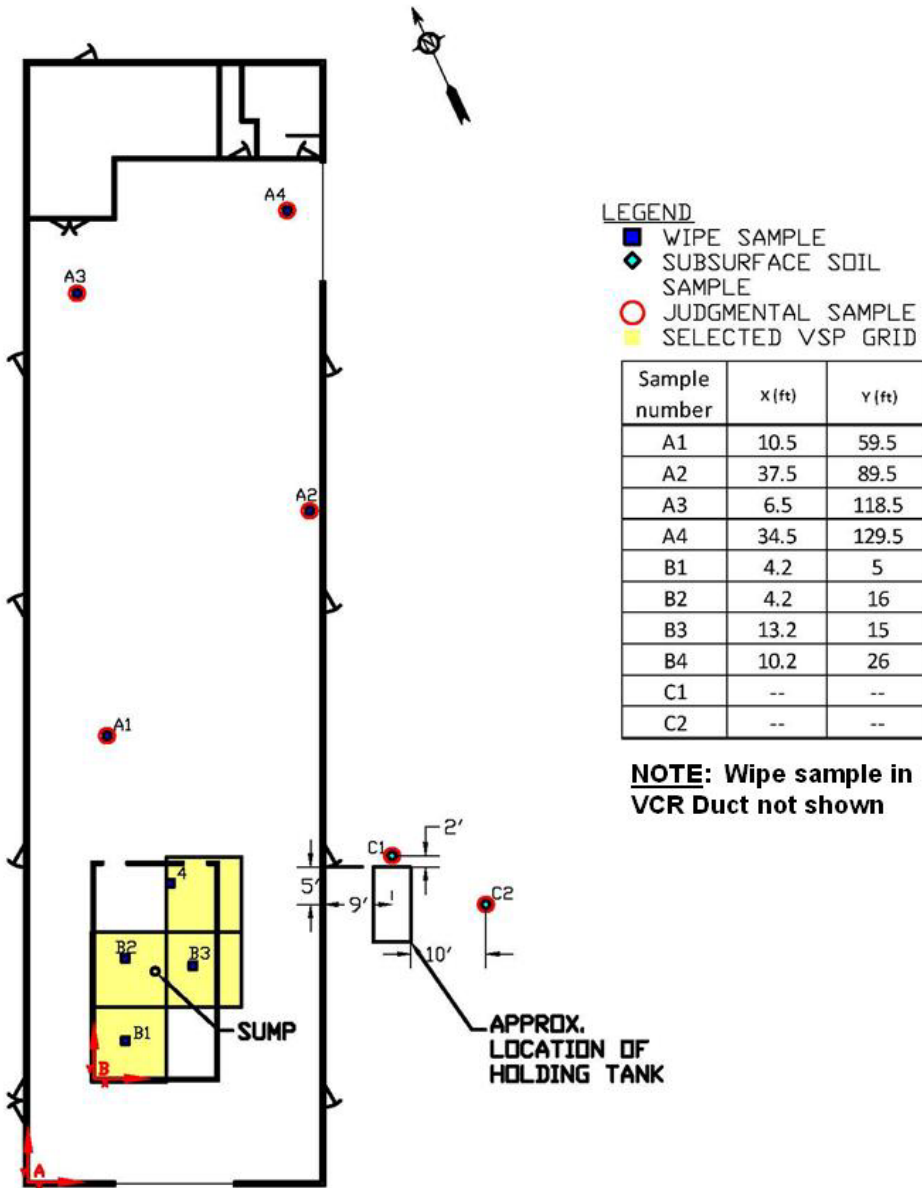 N
A4
A3
A2
A1
LEGEND
WIPE SAMPLE
SUBSURFACE SOIL
SAMPLE
JUDGMENTAL SAMPLE
SELECTED VSP GRID
Sample number X (ft) Y (ft)
A1 10.5 59.5
A2 37.5 89.5
A3 6.5 118.5
A4 34.5 129.5
B1 4.2 5
B2 4.2 16
B3 13.2 15
B4 10.2 26
C1 -- --
C2 -- --
NOTE: Wipe sample in
VCR Duct not shown
2'
C1
4
5'
9'
C2
B2
B3
10'
SUMP
B1
APPROX.
LOCATION OF
HOLDING TANK
B
A